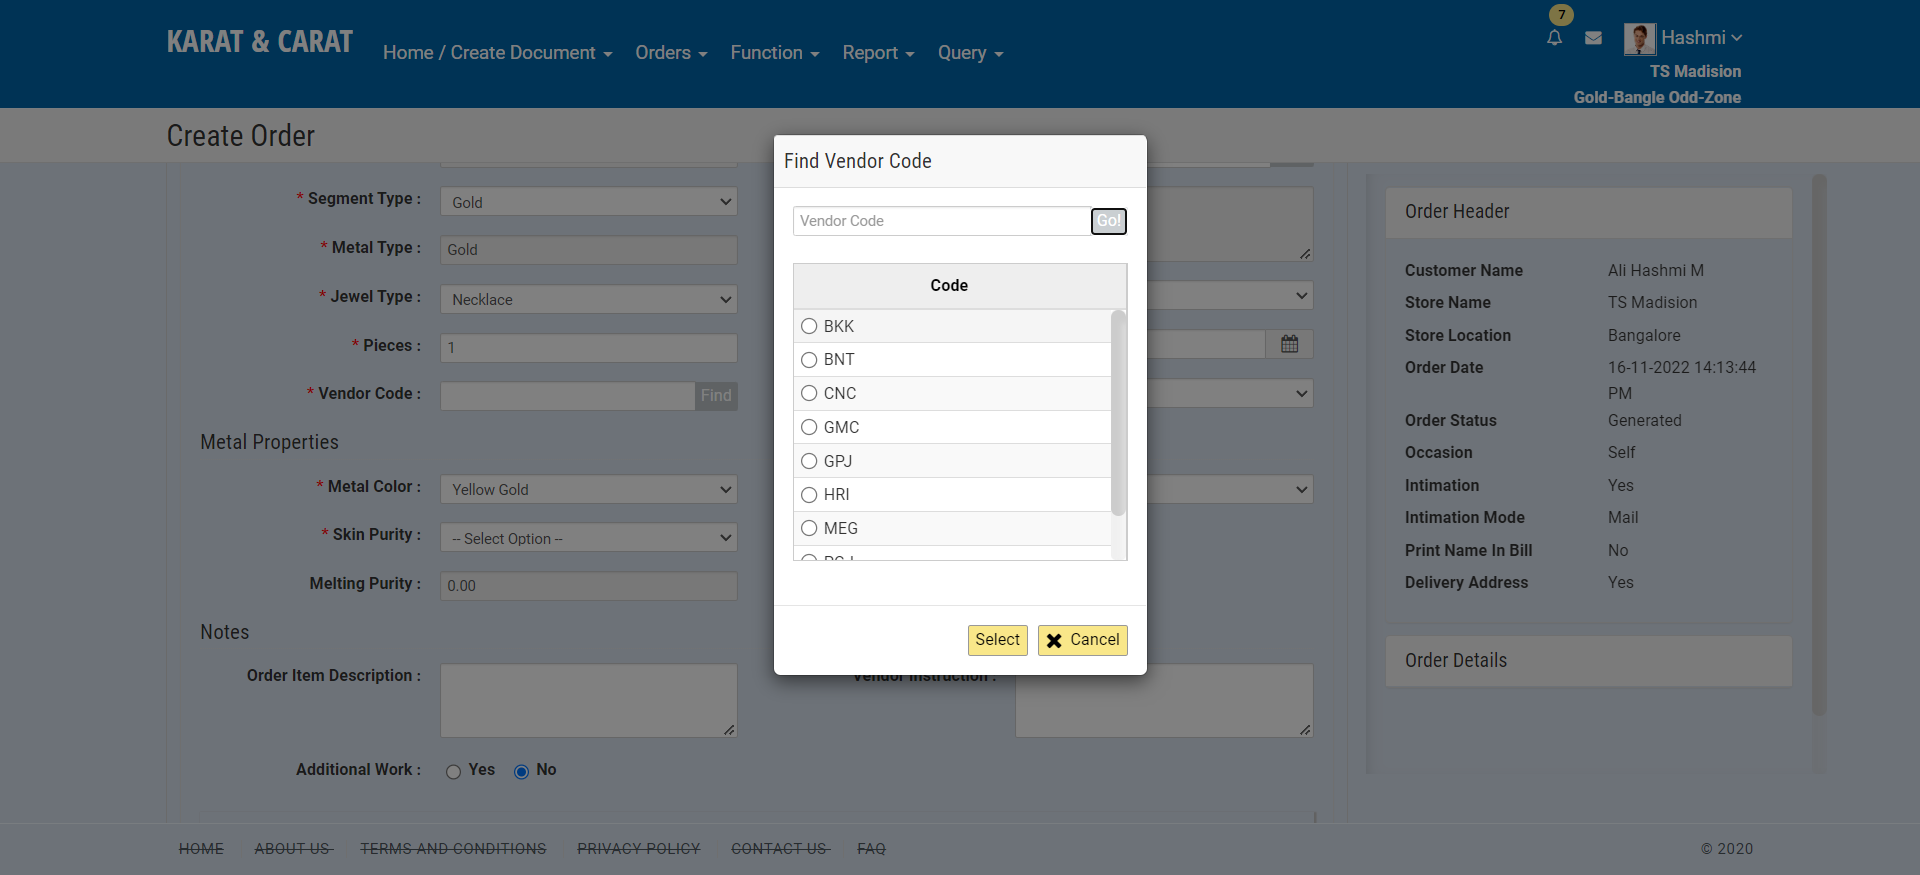 7
KARAT & CARAT
Home / Create Document
Orders
Function
Report
Query
Hashmi
TS Madision
Gold-Bangle Odd-Zone
Create Order
* Segment Type :
Gold
* Metal Type :
Gold
* Jewel Type :
Necklace
* Pieces :
1
* Vendor Code :
Find
Metal Properties
* Metal Color :
Yellow Gold
* Skin Purity :
-- Select Option --
Melting Purity :
0.00
Notes
Order Item Description :
Vendor Instruction :
Additional Work :
Yes
No
Find Vendor Code
Vendor Code
Go!
Code
BKK
BNT
CNC
GMC
GPJ
HRI
MEG
Select
Cancel
Order Header
Customer Name Ali Hashmi M
Store Name TS Madision
Store Location Bangalore
Order Date 16-11-2022 14:13:44
PM
Order Status Generated
Occasion Self
Intimation Yes
Intimation Mode Mail
Print Name In Bill No
Delivery Address Yes
Order Details
HOME ABOUT US TERMS AND CONDITIONS PRIVACY POLICY CONTACT US FAQ
© 2020